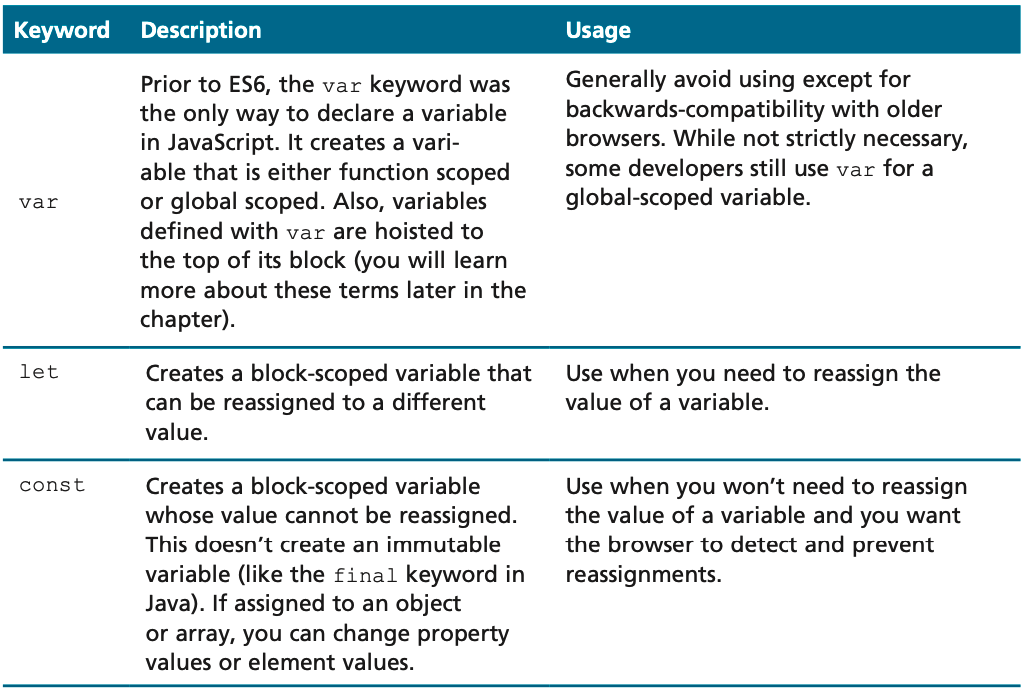 Keyword Description Usage
var
Prior to ES6, the var keyword was
the only way to declare a variable
in JavaScript. It creates a vari-
able that is either function scoped
or global scoped. Also, variables
defined with var are hoisted to
the top of its block (you will learn
more about these terms later in the
chapter).
Generally avoid using except for
backwards-compatibility with older
browsers. While not strictly necessary,
some developers still use var for a
global-scoped variable.
let
Creates a block-scoped variable that
can be reassigned to a different
value.
Use when you need to reassign the
value of a variable.
const
Creates a block-scoped variable
whose value cannot be reassigned.
This doesn’t create an immutable
variable (like the final keyword in
Java). If assigned to an object
or array, you can change property
values or element values.
Use when you won’t need to reassign
the value of a variable and you want
the browser to detect and prevent
reassignments.